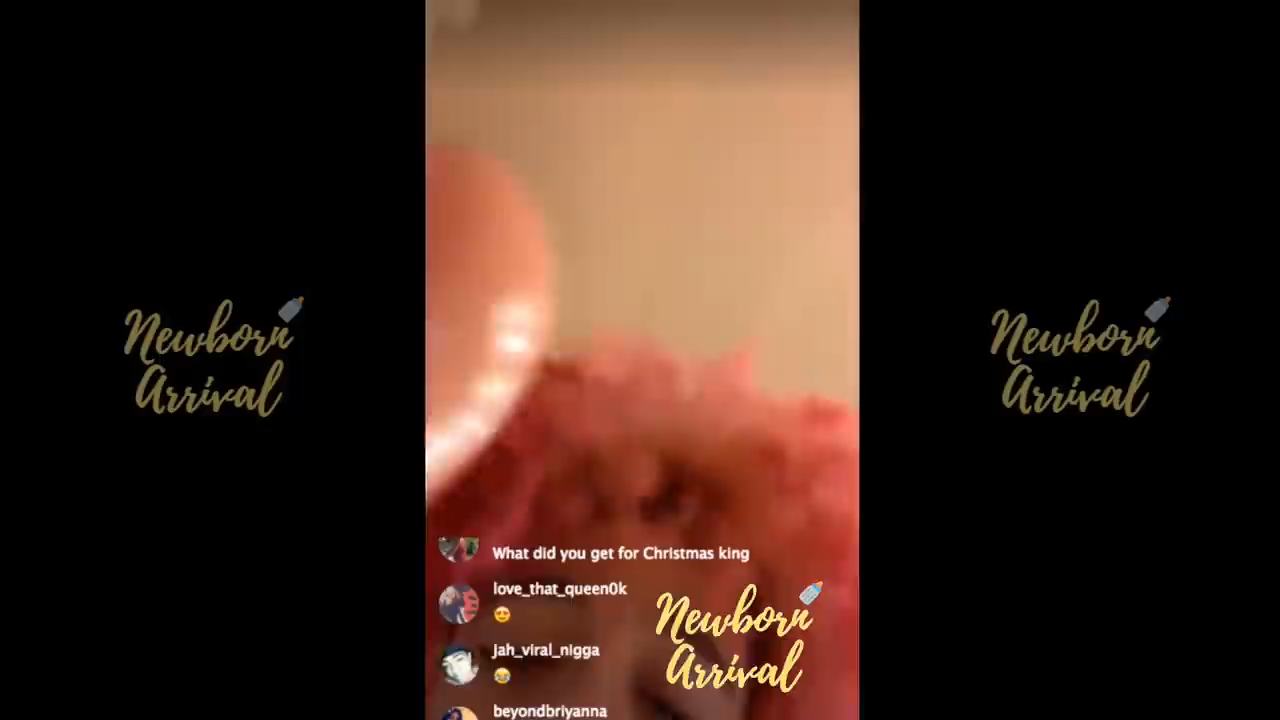 What did you get for Christmas king
love_that_queen0k
😍
jah_viral_nigga
😂
beyondbriyanna
Newborn
Arrival
Newborn
Arrival
Newborn
Arrival